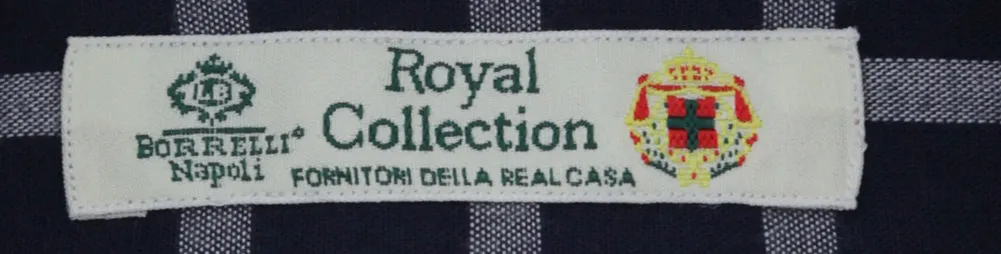 LB
BORRELLI
Napoli
Royal
Collection
FORNITORI DELLA REAL CASA